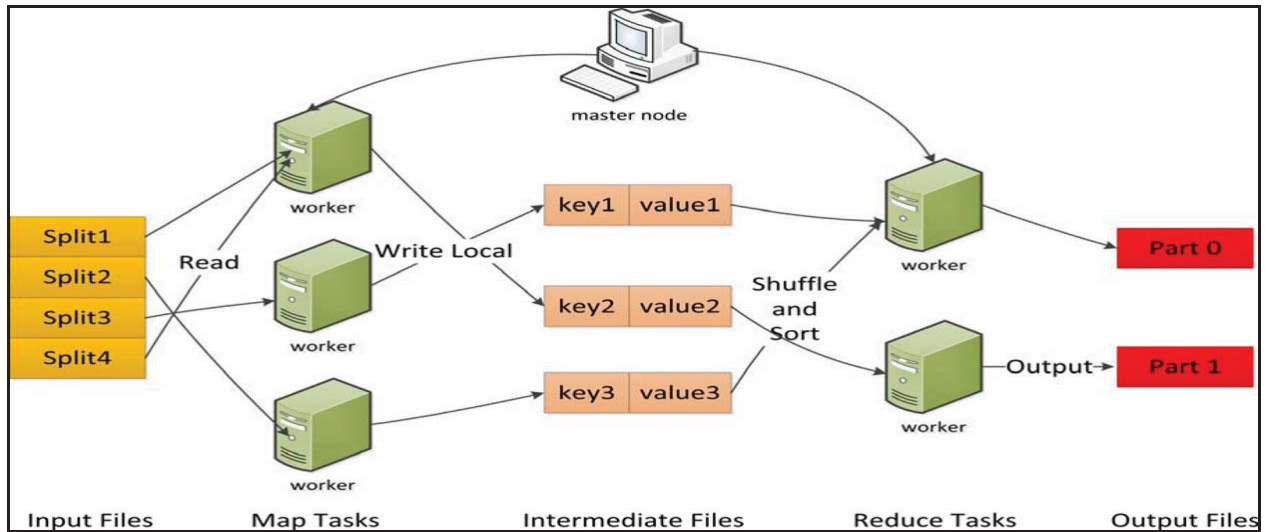 master node
worker
worker
worker
Split1
Split2
Split3
Split4
Read
Write Local
key1 value1
key2 value2
key3 value3
Shuffle
and
Sort
worker
worker
Output
Part 0
Part 1
Input Files Map Tasks Intermediate Files Reduce Tasks Output Files